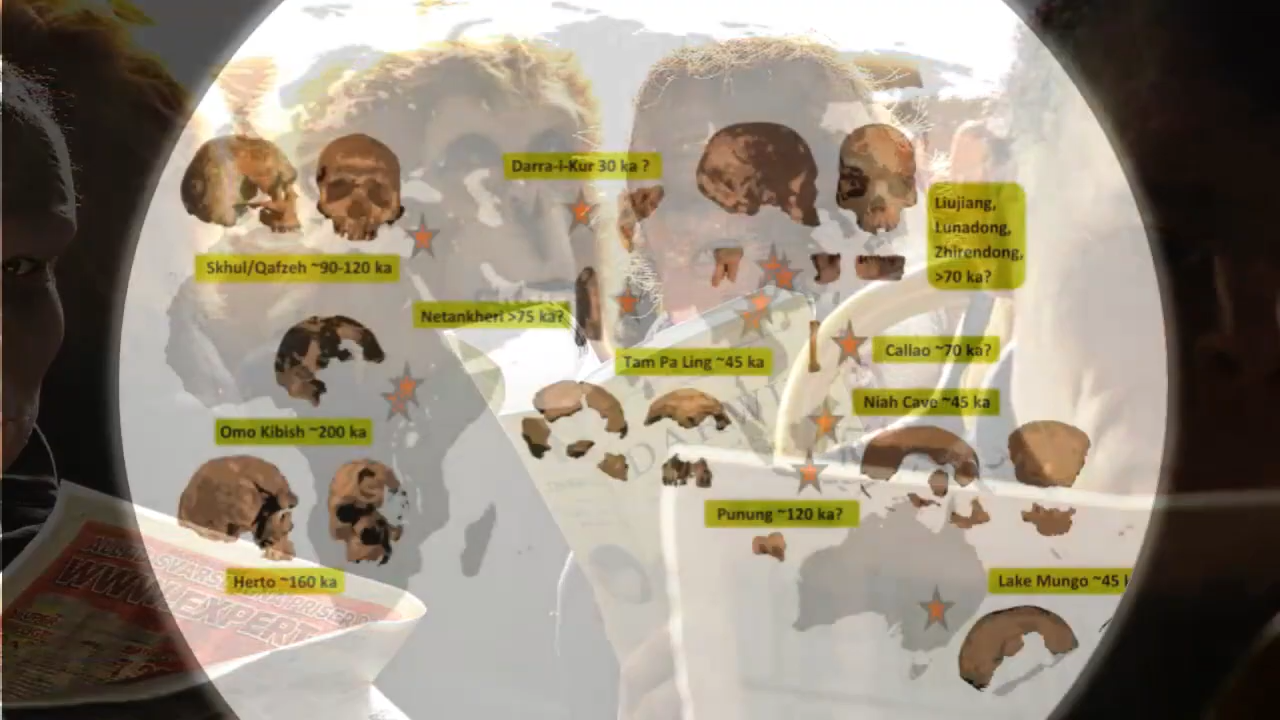 Darra-i-Kur 30 ka ?
Liujiang,
Lunadong,
Zhirendong,
>70 ka?
Skhul/Qafzeh ~90-120 ka
Netankheri >75 ka?
Callao ~70 ka?
Tam Pa Ling ~45 ka
Niah Cave ~45 ka
Omo Kibish ~200 ka
Punung ~120 ka?
Herto ~160 ka
Lake Mungo ~45 k
WWW.EXPERT